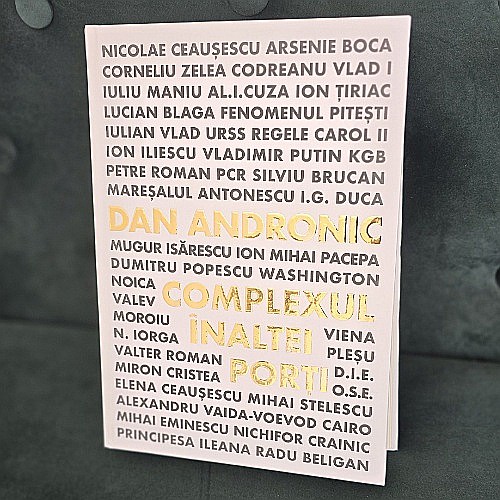 NICOLAE CEAUȘESCU ARSENIE BOCA
CORNELIU ZELEA CODREANU VLAD I
IULIU MANIU AL.I.CUZA ION ȚIRIAC
LUCIAN BLAGA FENOMENUL PITEȘTI
IULIAN VLAD URSS REGELE CAROL II
ION ILIESCU VLADIMIR PUTIN KGB
PETRE ROMAN PCR SILVIU BRUCAN
MAREȘALUL ANTONESCU I.G. DUCA
DAN ANDRONIC
MUGUR ISĂRESCU ION MIHAI PACEPA
DUMITRU POPESCU WASHINGTON
NOICA
VALEV COMPLEXUL
MOROIU
N. IORGA ÎNALTEI VIENA
PLEȘU
VALTER ROMAN PORȚI D.I.E.
MIRON CRISTEA O.S.E.
ELENA CEAUȘESCU MIHAI STELESCU
ALEXANDRU VAIDA-VOEVOD CAIRO
MIHAI EMINESCU NICHIFOR CRAINIC
PRINCIPESA ILEANA RADU BELIGAN